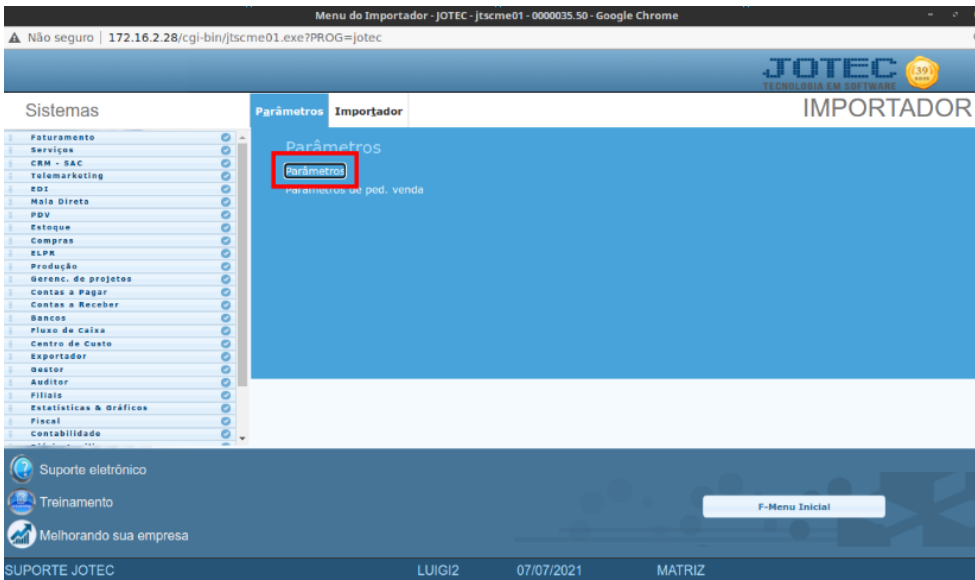 Menu do Importador - JOTEC - jtscme01 - 0000035.50 - Google Chrome
Não seguro | 172.16.2.28/cgi-bin/jtscme01.exe?PROG=jotec
JOTEC
TECNOLOGIA EM SOFTWARE
39
Sistemas
Parâmetros Importador
IMPORTADOR
Faturamento
Serviços
CRM - SAC
Telemarketing
EDI
Mala Direta
PDV
Estoque
Compras
ELPR
Produção
Gerenc. de projetos
Contas a Pagar
Contas a Receber
Bancos
Fluxo de Caixa
Centro de Custo
Exportador
Gestor
Auditor
Filiais
Estatísticas & Gráficos
Fiscal
Contabilidade
Parâmetros
Parâmetros
Parâmetros de ped. venda
Suporte eletrônico
Treinamento
Melhorando sua empresa
F-Menu Inicial
SUPORTE JOTEC LUIGI2 07/07/2021 MATRIZ